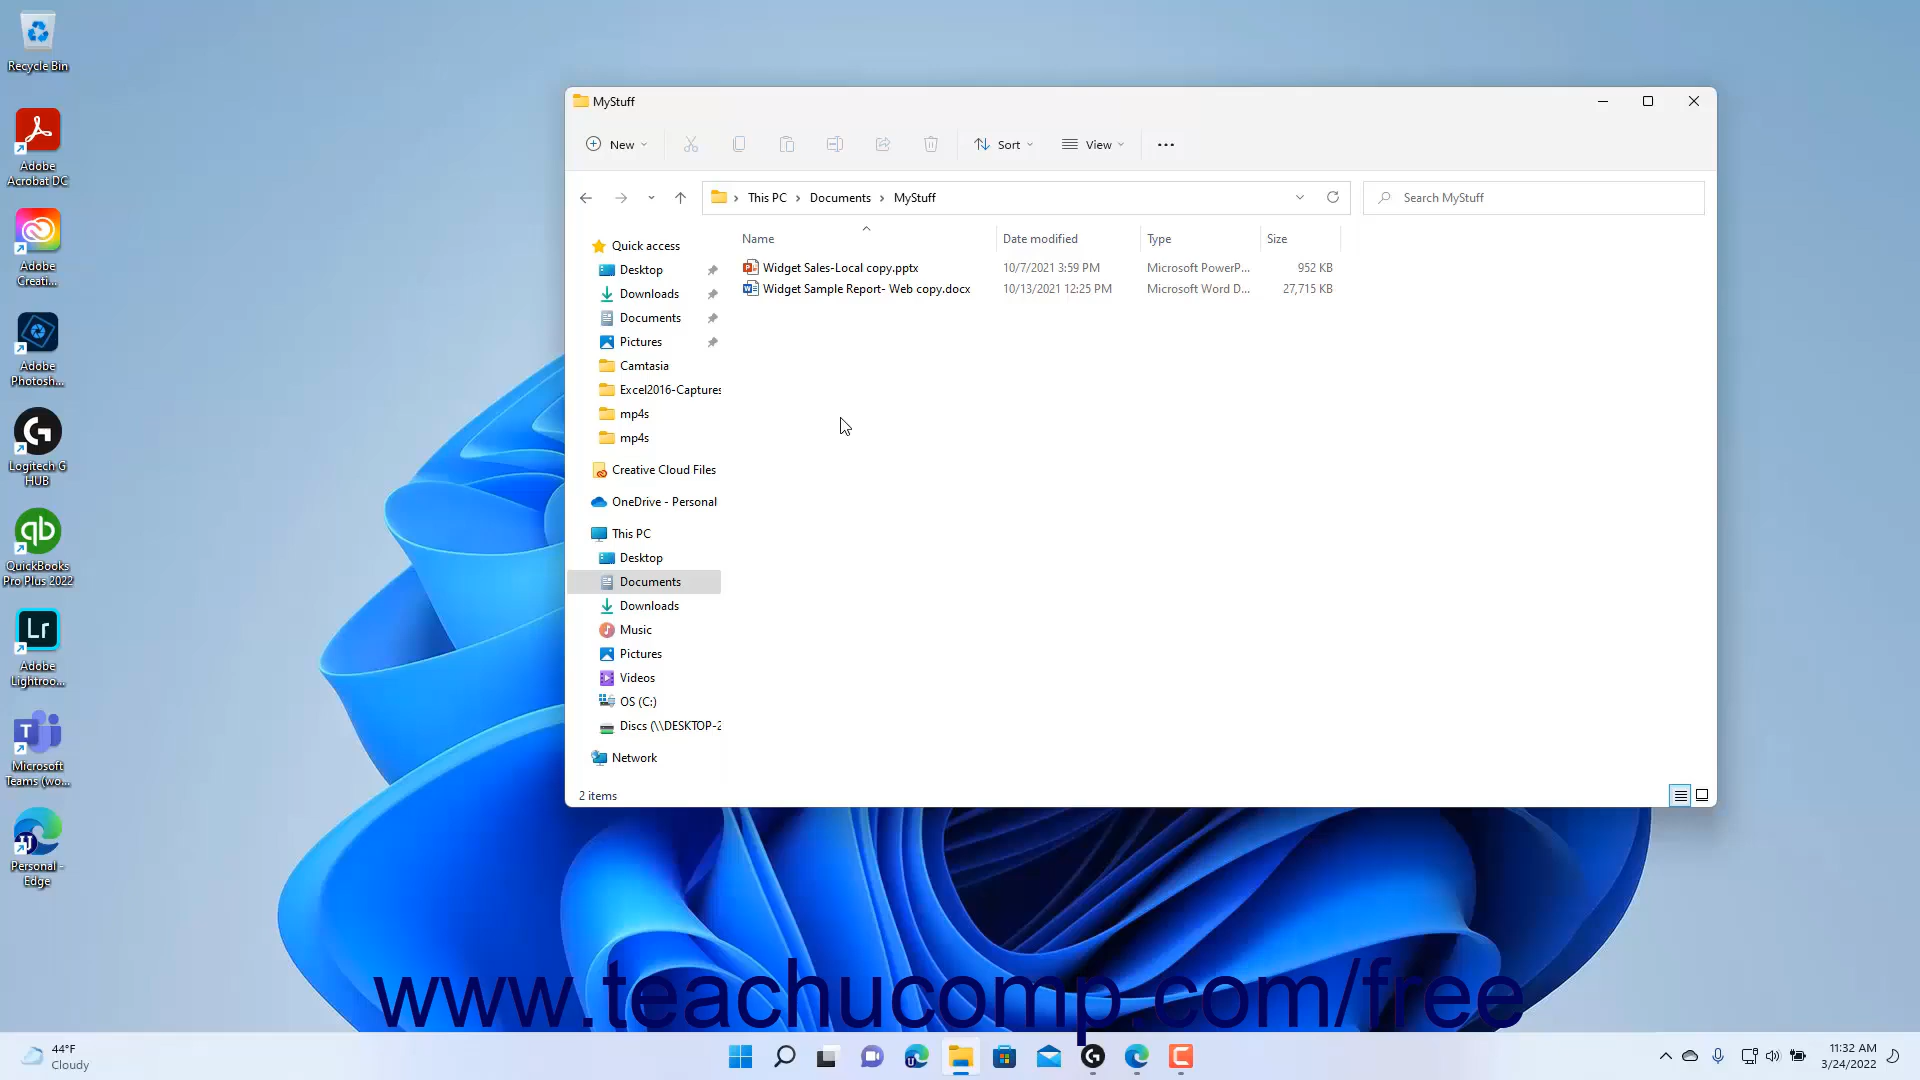 Recycle Bin
Adobe
Acrobat DC
Adobe
Creati...
Adobe
Photosh...
Logitech G
HUB
qb
QuickBooks
Pro Plus 2022
Lr
Adobe
Lightroo...
T
Microsoft
Teams (wo...
Personal -
Edge
MyStuff
New
Sort
View
This PC
Documents
MyStuff
Search MyStuff
Name
Date modified
Type
Size
Widget Sales-Local copy.pptx 10/7/2021 3:59 PM Microsoft PowerP... 952 KB
Widget Sample Report- Web copy.docx 10/13/2021 12:25 PM Microsoft Word D... 27,715 KB
Quick access
Desktop
Downloads
Documents
Pictures
Camtasia
Excel2016-Captures
mp4s
mp4s
Creative Cloud Files
OneDrive - Personal
This PC
Desktop
Documents
Downloads
Music
Pictures
Videos
OS (C:)
Discs (\\DESKTOP-2
Network
2 items
www.teachucomp.com/free
44°F
Cloudy
11:32 AM
3/24/2022